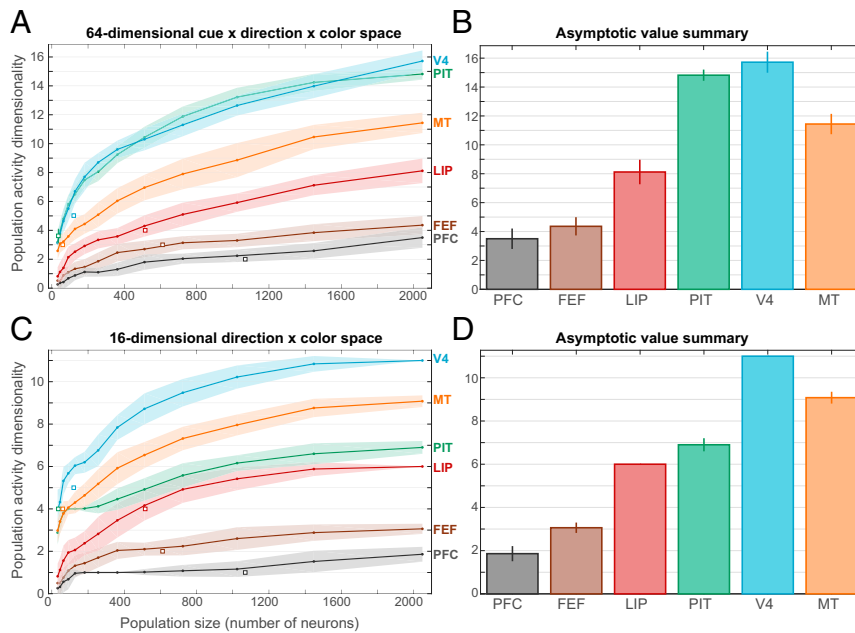 A
64-dimensional cue x direction x color space
Population activity dimensionality
16
14
12
10
8
6
4
2
0
0 400 800 1200 1600 2000
V4
PIT
MT
LIP
FEF
PFC
B
Asymptotic value summary
16
14
12
10
8
6
4
2
0
PFC FEF LIP PIT V4 MT
C
16-dimensional direction x color space
Population activity dimensionality
10
8
6
4
2
0
0 400 800 1200 1600 2000
Population size (number of neurons)
V4
MT
PIT
LIP
FEF
PFC
D
Asymptotic value summary
10
8
6
4
2
0
PFC FEF LIP PIT V4 MT